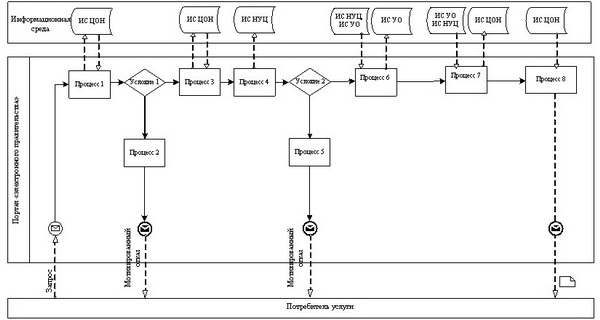 Информационная
среда
ИС ЦОН
ИС ЦОН
ИС НУЦ
ИС НУЦ,
ИС УО
ИС УО
ИС УО
ИС НУЦ
ИС ЦОН
ИС ЦОН
Портал «электронного правительства»
Процесс 1
Условие 1
Процесс 3
Процесс 4
Условие 2
Процесс 6
Процесс 7
Процесс 8
Процесс 2
Процесс 5
Запрос
Мотивированный
отказ
Мотивированный
отказ
Потребитель услуги